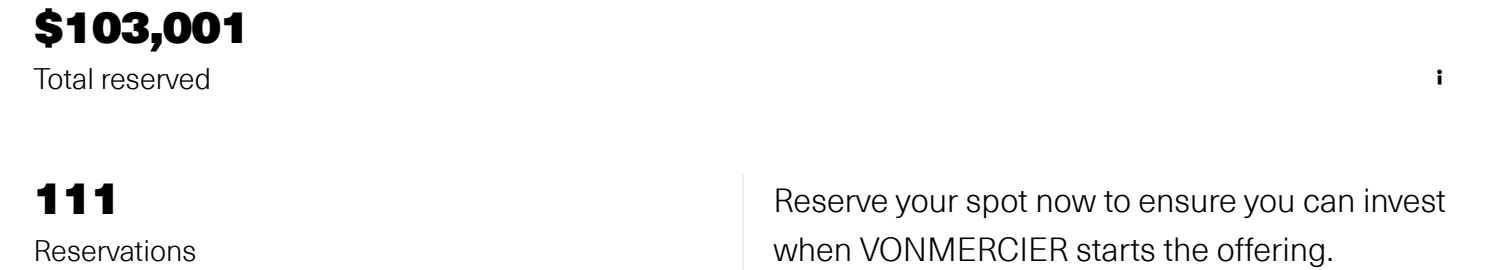 $103,001
Total reserved
i
111
Reservations
Reserve your spot now to ensure you can invest
when VONMERCIER starts the offering.